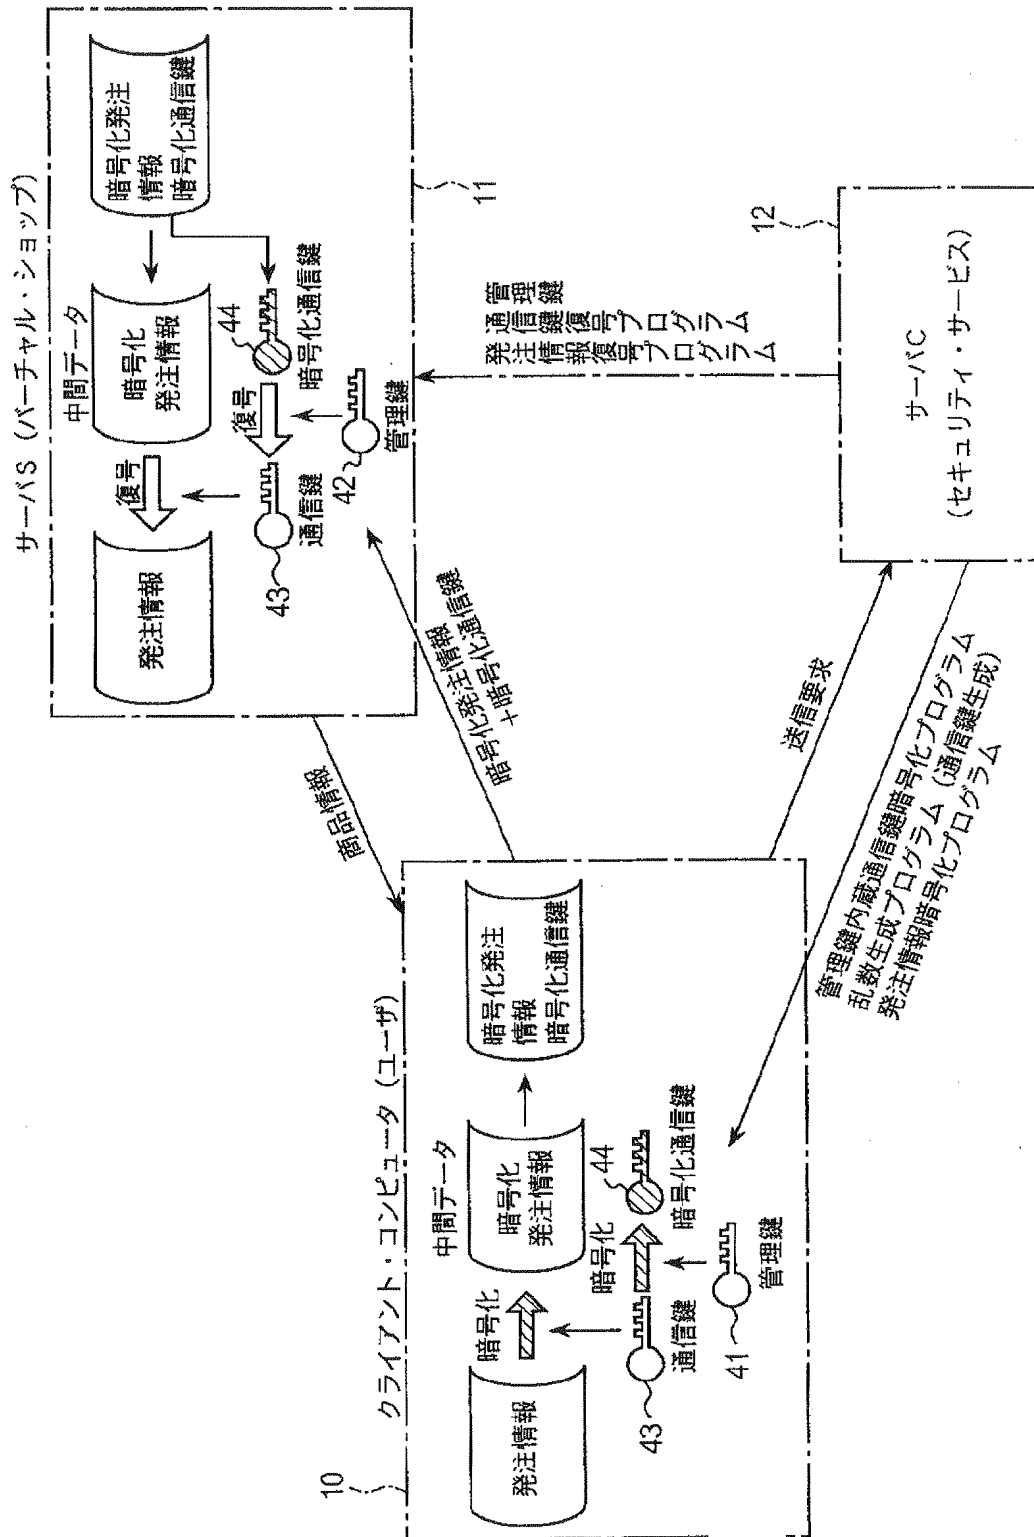 サーバS(バーチャル・ショップ)
11
発注情報
復号
中間データ
暗号化
発注情報
暗号化発注
情報
暗号化通信鍵
43
通信鍵
復号
44
暗号化通信鍵
42
管理鍵
商品情報
暗号化発注情報
+暗号化通信鍵
管理鍵
通信鍵復号プログラム
発注情報復号プログラム
クライアント・コンピュータ(ユーザ)
10
発注情報
暗号化
中間データ
暗号化
発注情報
暗号化発注
情報
暗号化通信鍵
43
通信鍵
暗号化
44
暗号化通信鍵
41
管理鍵
送信要求
管理鍵内蔵通信鍵暗号化プログラム
乱数生成プログラム(通信鍵生成)
発注情報暗号化プログラム
12
サーバC
(セキュリティ・サービス)